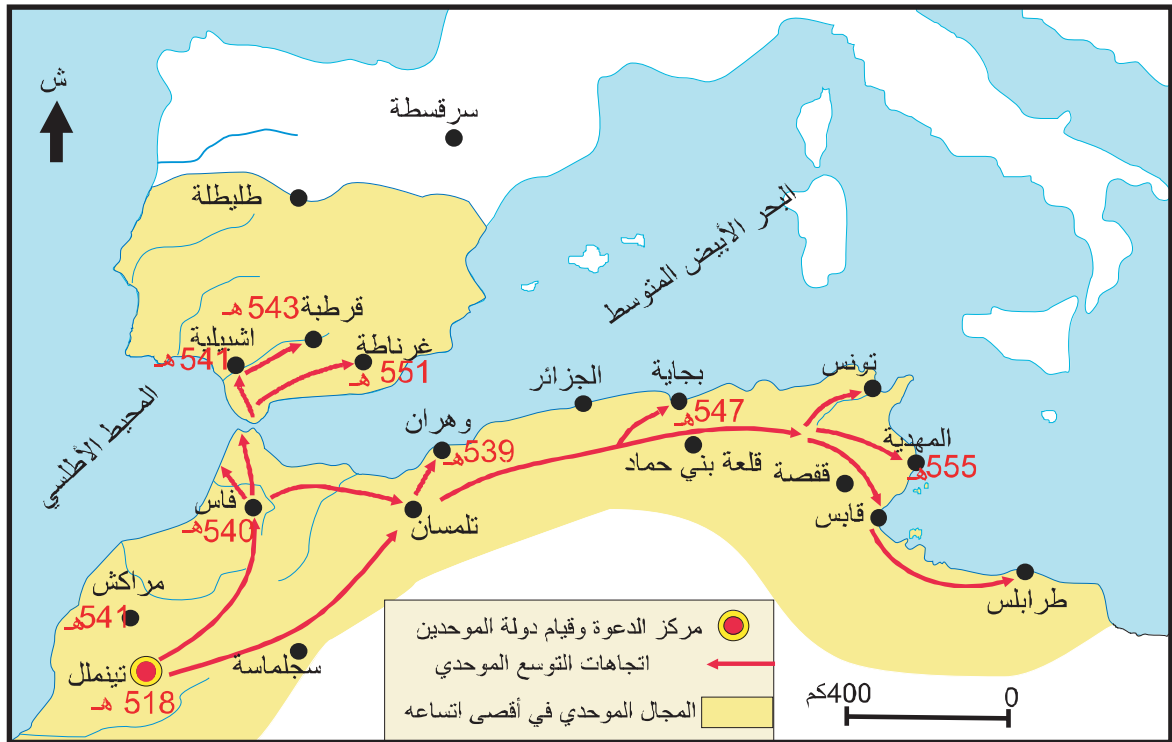 ش
سرقسطة
طليطلة
البحر الأبيض المتوسط
قرطبة 543 هـ
اشبيلية
541 هـ
غرناطة
551 هـ
المحيط الأطلسي
تونس
بجاية
547 هـ
الجزائر
وهران
539 هـ
المهدية
555 هـ
قلعة بني حماد
قفصة
قابس
فاس
540 هـ
تلمسان
طرابلس
مراكش
541 هـ
سجلماسة
تينملل
518 هـ
مركز الدعوة وقيام دولة الموحدين
اتجاهات التوسع الموحدي
المجال الموحدي في أقصى اتساعه
0 400كم